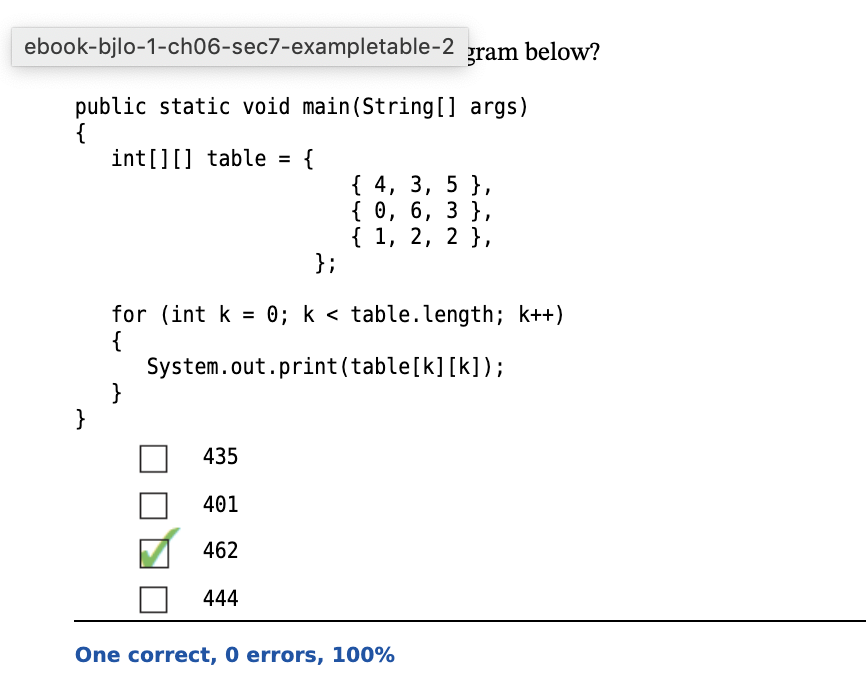 ebook-bjlo-1-ch06-sec7-exampletable-2
gram below?
public static void main(String[] args)
{
int[][] table = {
{ 4, 3, 5 },
{ 0, 6, 3 },
{ 1, 2, 2 },
};
for (int k = 0; k < table.length; k++)
{
System.out.print(table[k][k]);
}
}
435
401
462
444
One correct, 0 errors, 100%